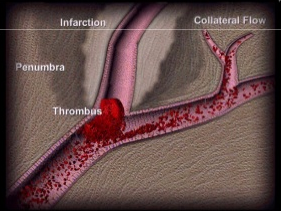 Infarction
Collateral Flow
Penumbra
Thrombus